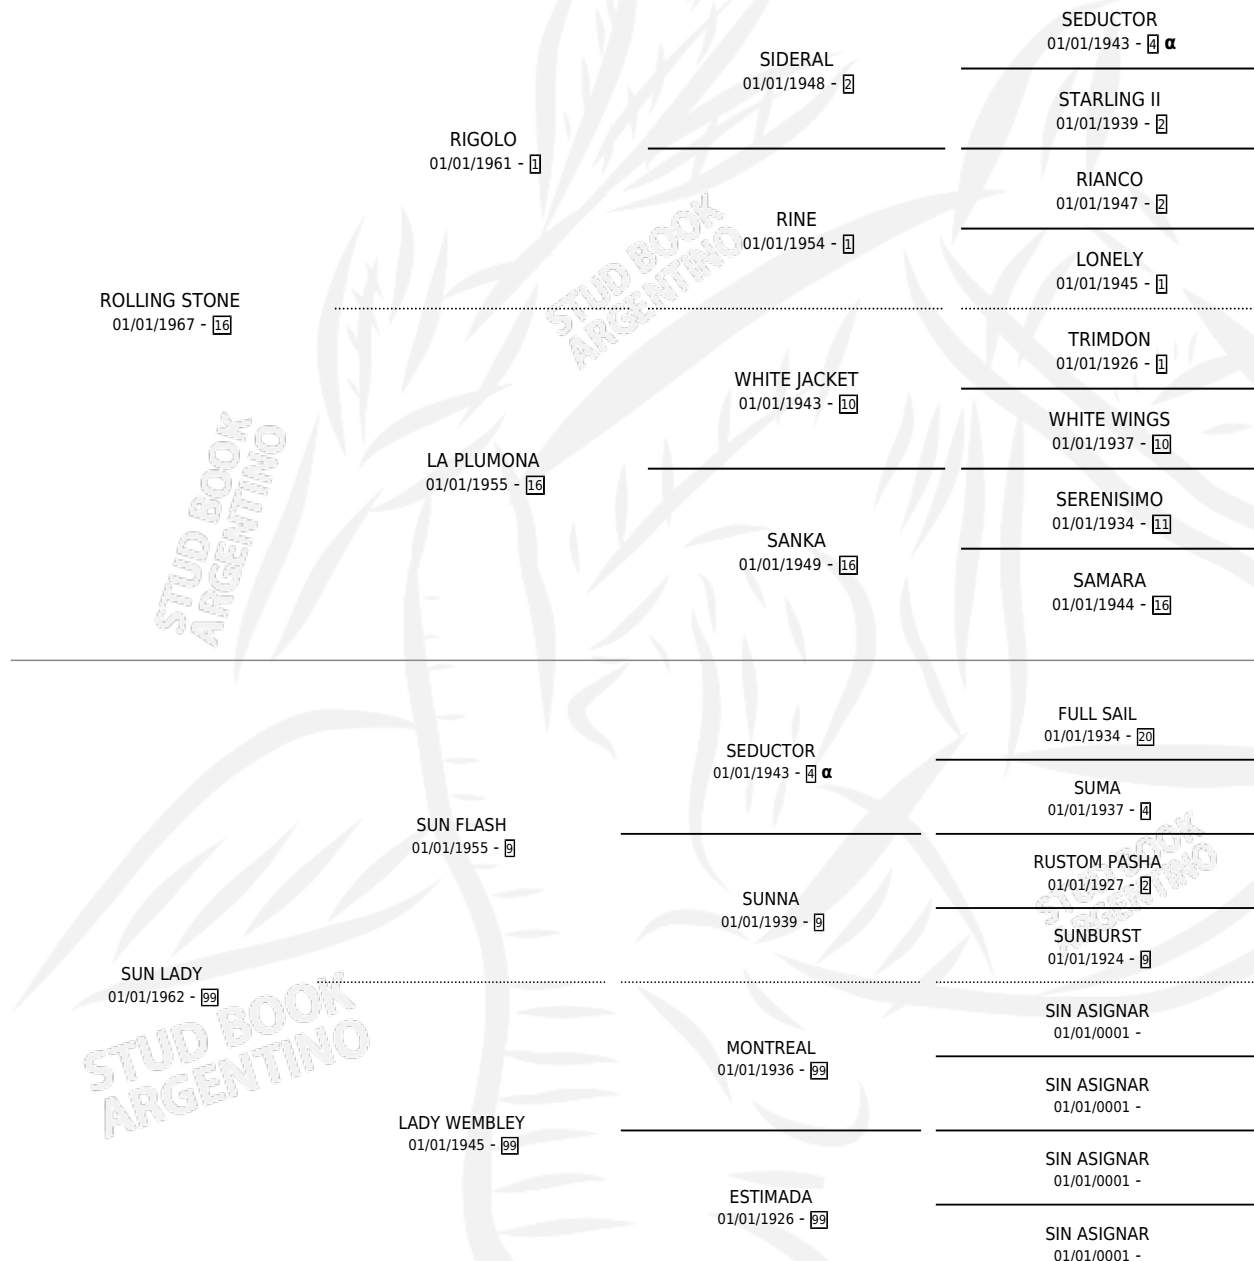 SEDUCTOR
01/01/1943 - 4 α
SIDERAL
01/01/1948 - 2
STARLING II
01/01/1939 - 2
RIGOLO
01/01/1961 - 1
RIANCO
01/01/1947 - 2
RINE
01/01/1954 - 1
LONELY
01/01/1945 - 1
ROLLING STONE
01/01/1967 - 16
TRIMDON
01/01/1926 - 1
WHITE JACKET
01/01/1943 - 10
WHITE WINGS
01/01/1937 - 10
LA PLUMONA
01/01/1955 - 16
SERENISIMO
01/01/1934 - 11
SANKA
01/01/1949 - 16
SAMARA
01/01/1944 - 16
FULL SAIL
01/01/1934 - 20
SEDUCTOR
01/01/1943 - 4 α
SUMA
01/01/1937 - 4
SUN FLASH
01/01/1955 - 9
RUSTOM PASHA
01/01/1927 - 2
SUNNA
01/01/1939 - 9
SUNBURST
01/01/1924 - 9
SUN LADY
01/01/1962 - 99
SIN ASIGNAR
01/01/0001 -
MONTREAL
01/01/1936 - 99
SIN ASIGNAR
01/01/0001 -
LADY WEMBLEY
01/01/1945 - 99
SIN ASIGNAR
01/01/0001 -
ESTIMADA
01/01/1926 - 99
SIN ASIGNAR
01/01/0001 -
STUD BOOK
ARGENTINO
STUD BOOK
ARGENTINO
STUD BOOK
ARGENTINO
STUD BOOK
ARGENTINO